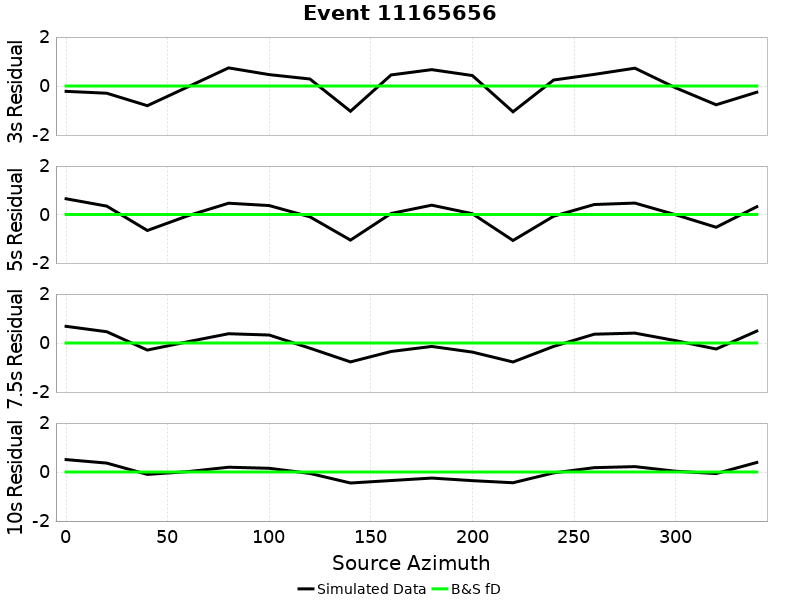 Event 11165656
3s Residual
2
0
-2
5s Residual
2
0
-2
7.5s Residual
2
0
-2
10s Residual
2
0
-2
0 50 100 150 200 250 300
Source Azimuth
Simulated Data B&S fD